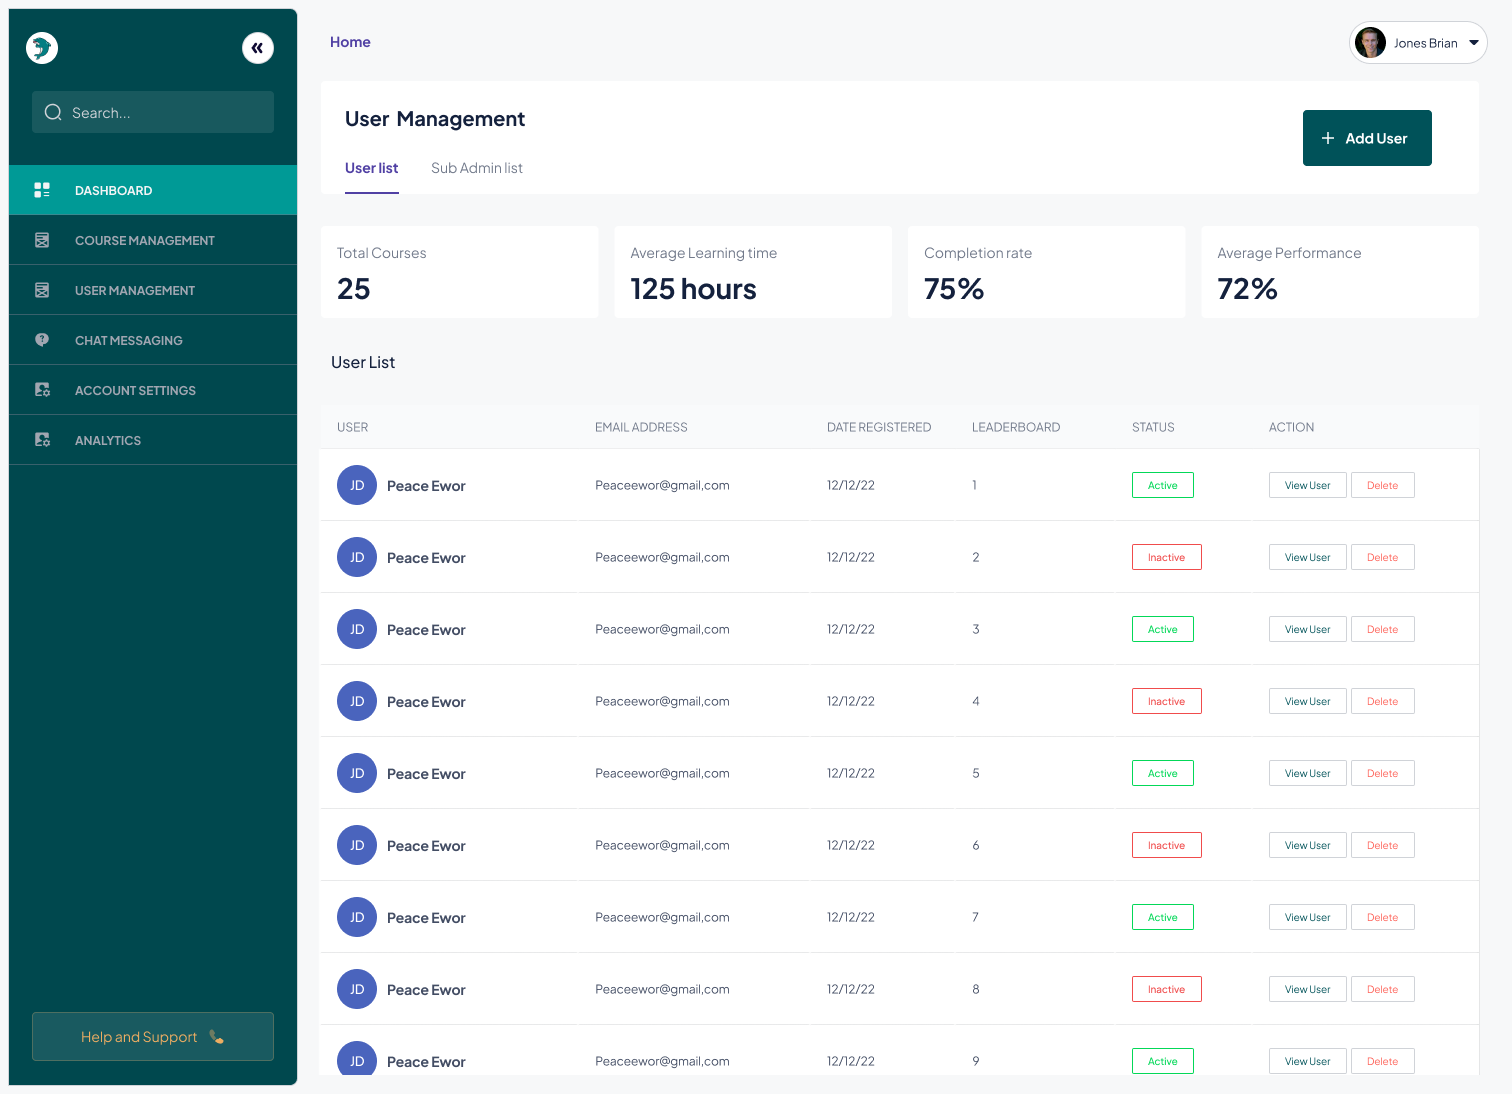 Home
Jones Brian
Search...
User Management
Add User
User list
Sub Admin list
DASHBOARD
COURSE MANAGEMENT
USER MANAGEMENT
CHAT MESSAGING
ACCOUNT SETTINGS
ANALYTICS
Help and Support
Total Courses
25
Average Learning time
125 hours
Completion rate
75%
Average Performance
72%
User List
USER EMAIL ADDRESS DATE REGISTERED LEADERBOARD STATUS ACTION
JD Peace Ewor Peaceewor@gmail,com 12/12/22 1 Active View User Delete
JD Peace Ewor Peaceewor@gmail,com 12/12/22 2 Inactive View User Delete
JD Peace Ewor Peaceewor@gmail,com 12/12/22 3 Active View User Delete
JD Peace Ewor Peaceewor@gmail,com 12/12/22 4 Inactive View User Delete
JD Peace Ewor Peaceewor@gmail,com 12/12/22 5 Active View User Delete
JD Peace Ewor Peaceewor@gmail,com 12/12/22 6 Inactive View User Delete
JD Peace Ewor Peaceewor@gmail,com 12/12/22 7 Active View User Delete
JD Peace Ewor Peaceewor@gmail,com 12/12/22 8 Inactive View User Delete
JD Peace Ewor Peaceewor@gmail,com 12/12/22 9 Active View User Delete